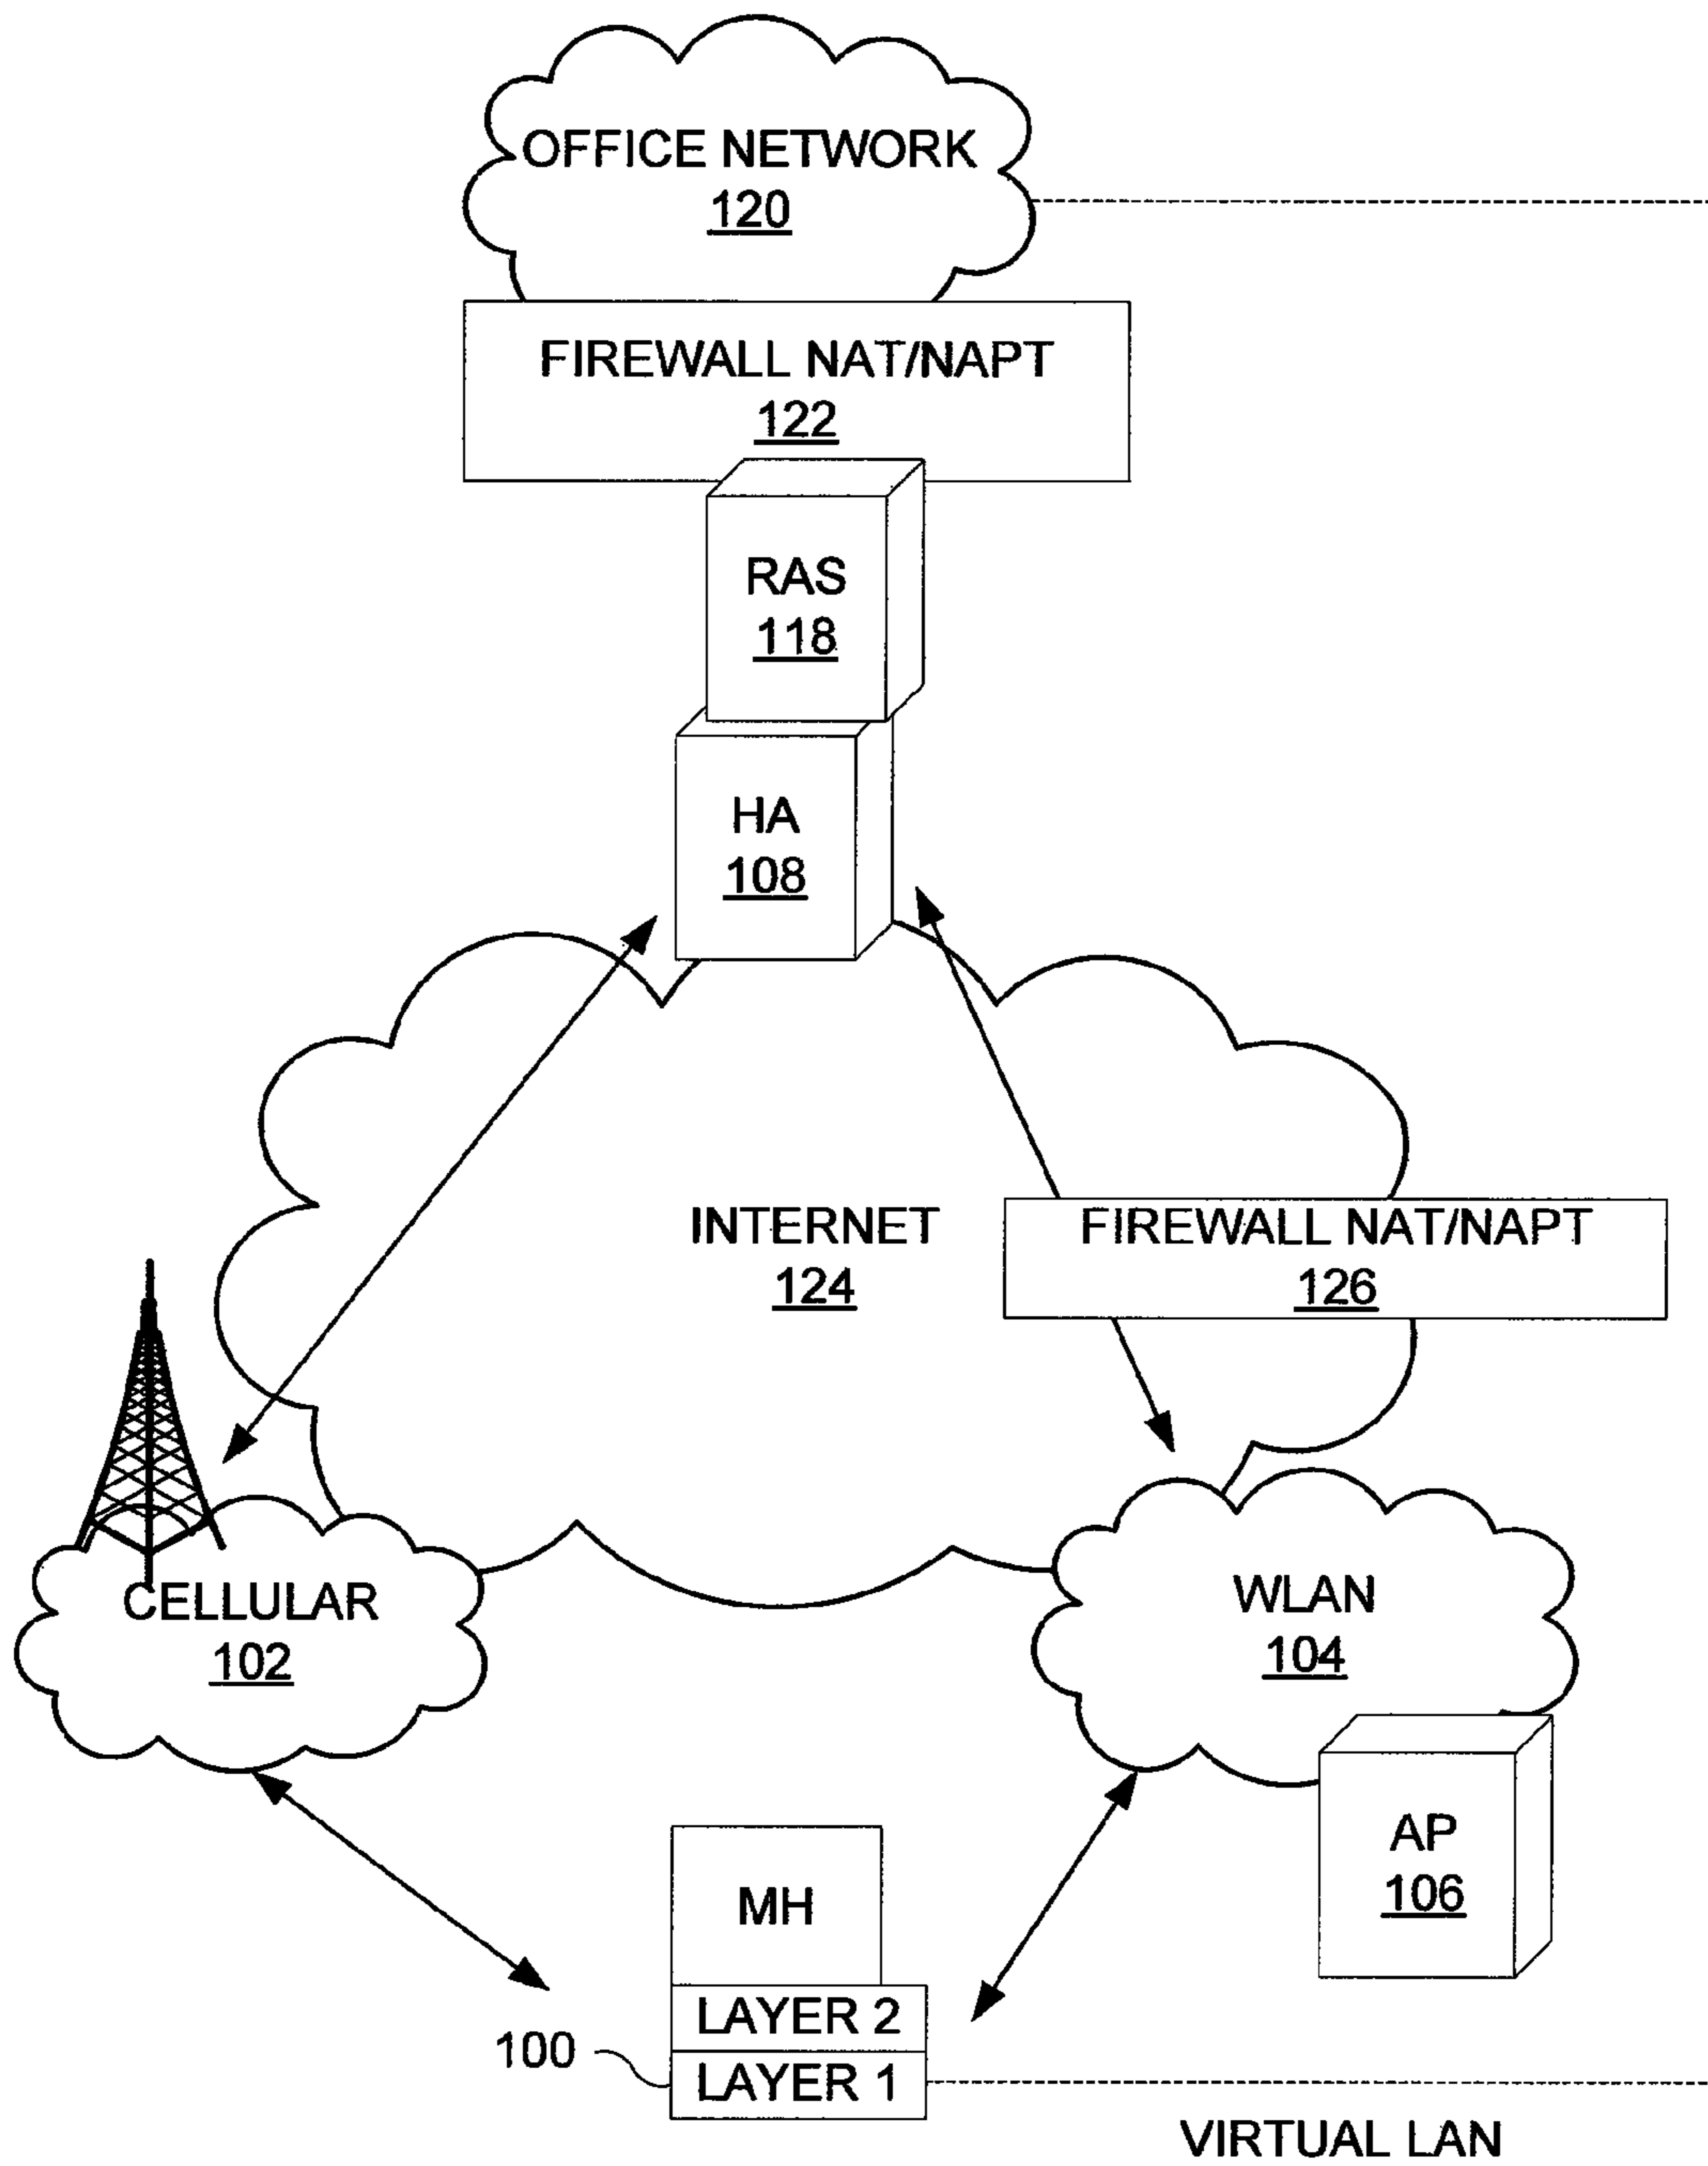 OFFICE NETWORK
120
FIREWALL NAT/NAPT
122
RAS
118
HA
108
INTERNET
124
FIREWALL NAT/NAPT
126
CELLULAR
102
WLAN
104
AP
106
MH
LAYER 2
100
LAYER 1
VIRTUAL LAN